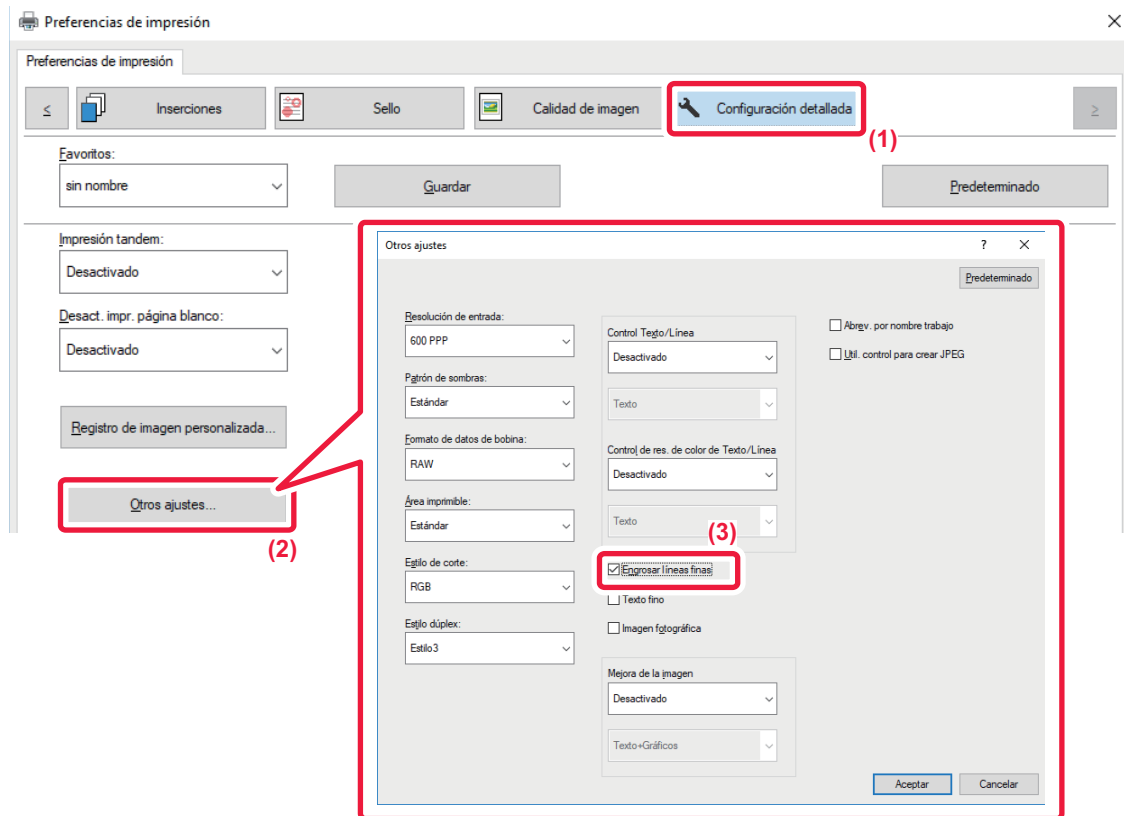 Preferencias de impresión
Preferencias de impresión
≤
Inserciones
Sello
Calidad de imagen
Configuración detallada
≥
(1)
Favoritos:
sin nombre
Guardar
Predeterminado
Impresión tandem:
Desactivado
Desact. impr. página blanco:
Desactivado
Registro de imagen personalizada...
Otros ajustes...
(2)
Otros ajustes
?
Predeterminado
Resolución de entrada:
600 PPP
Patrón de sombras:
Estándar
Formato de datos de bobina:
RAW
Área imprimible:
Estándar
Estilo de corte:
RGB
Estilo dúplex:
Estilo3
Control Texto/Línea
Desactivado
Texto
Control de res. de color de Texto/Línea
Desactivado
Texto
(3)
Engrosar líneas finas
Texto fino
Imagen fotográfica
Mejora de la imagen
Desactivado
Texto+Gráficos
Abrev. por nombre trabajo
Util. control para crear JPEG
Aceptar
Cancelar